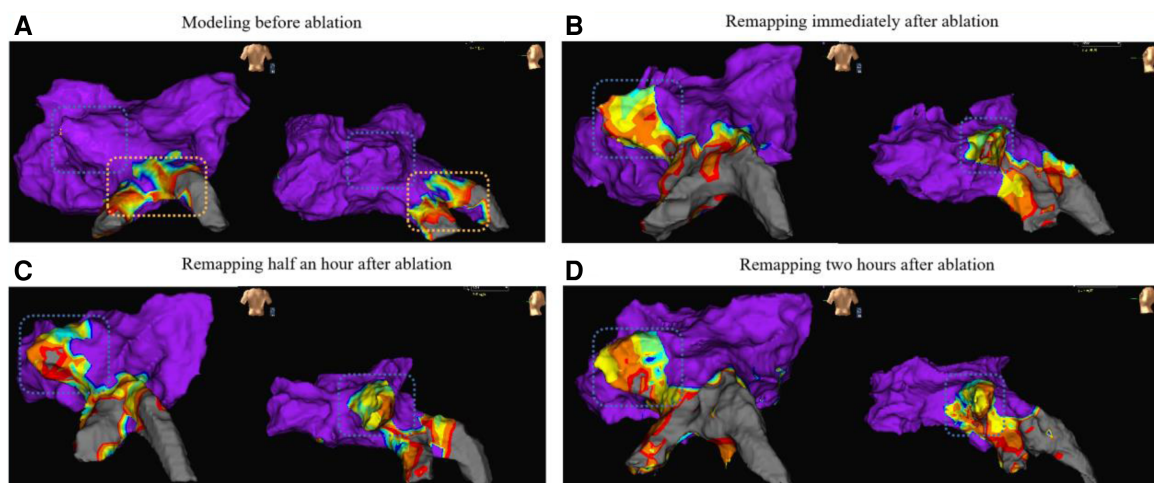 A
Modeling before ablation
B
Remapping immediately after ablation
C
Remapping half an hour after ablation
D
Remapping two hours after ablation